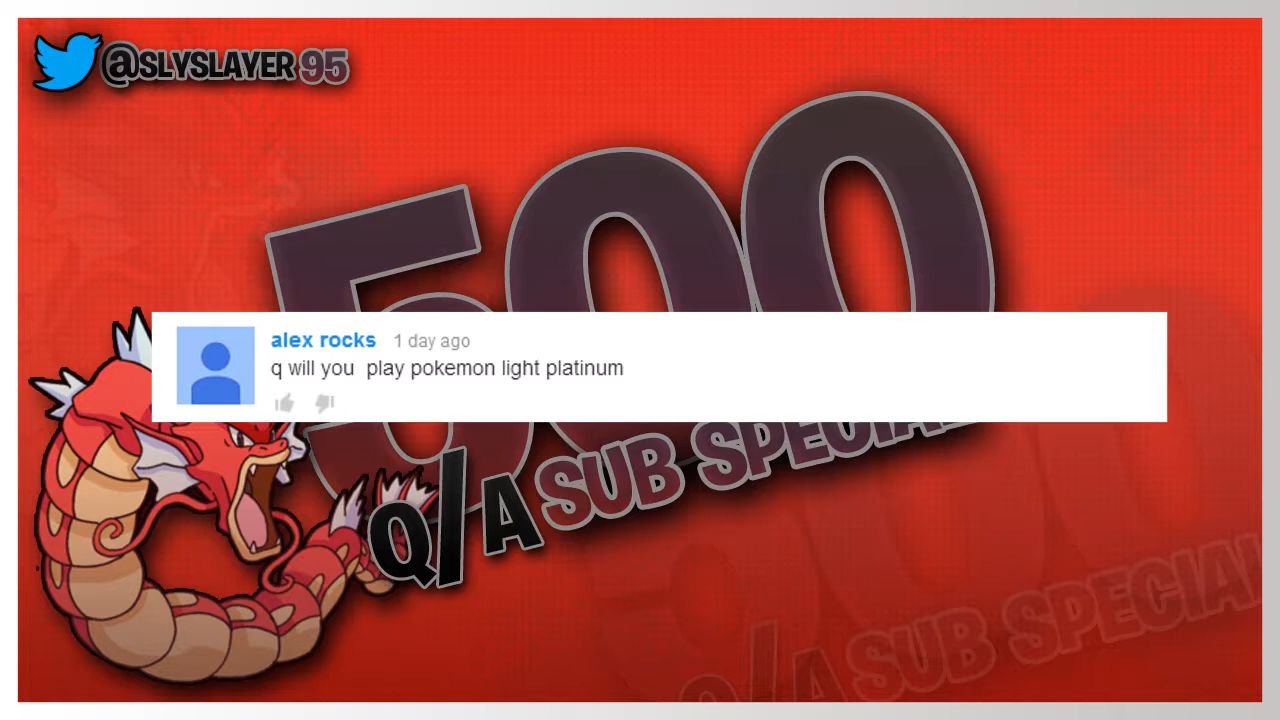 @SLYSLAYER 95
500
alex rocks 1 day ago
q will you  play pokemon light platinum
Q/A SUB SPECIAL
Q/A SUB SPECIAL